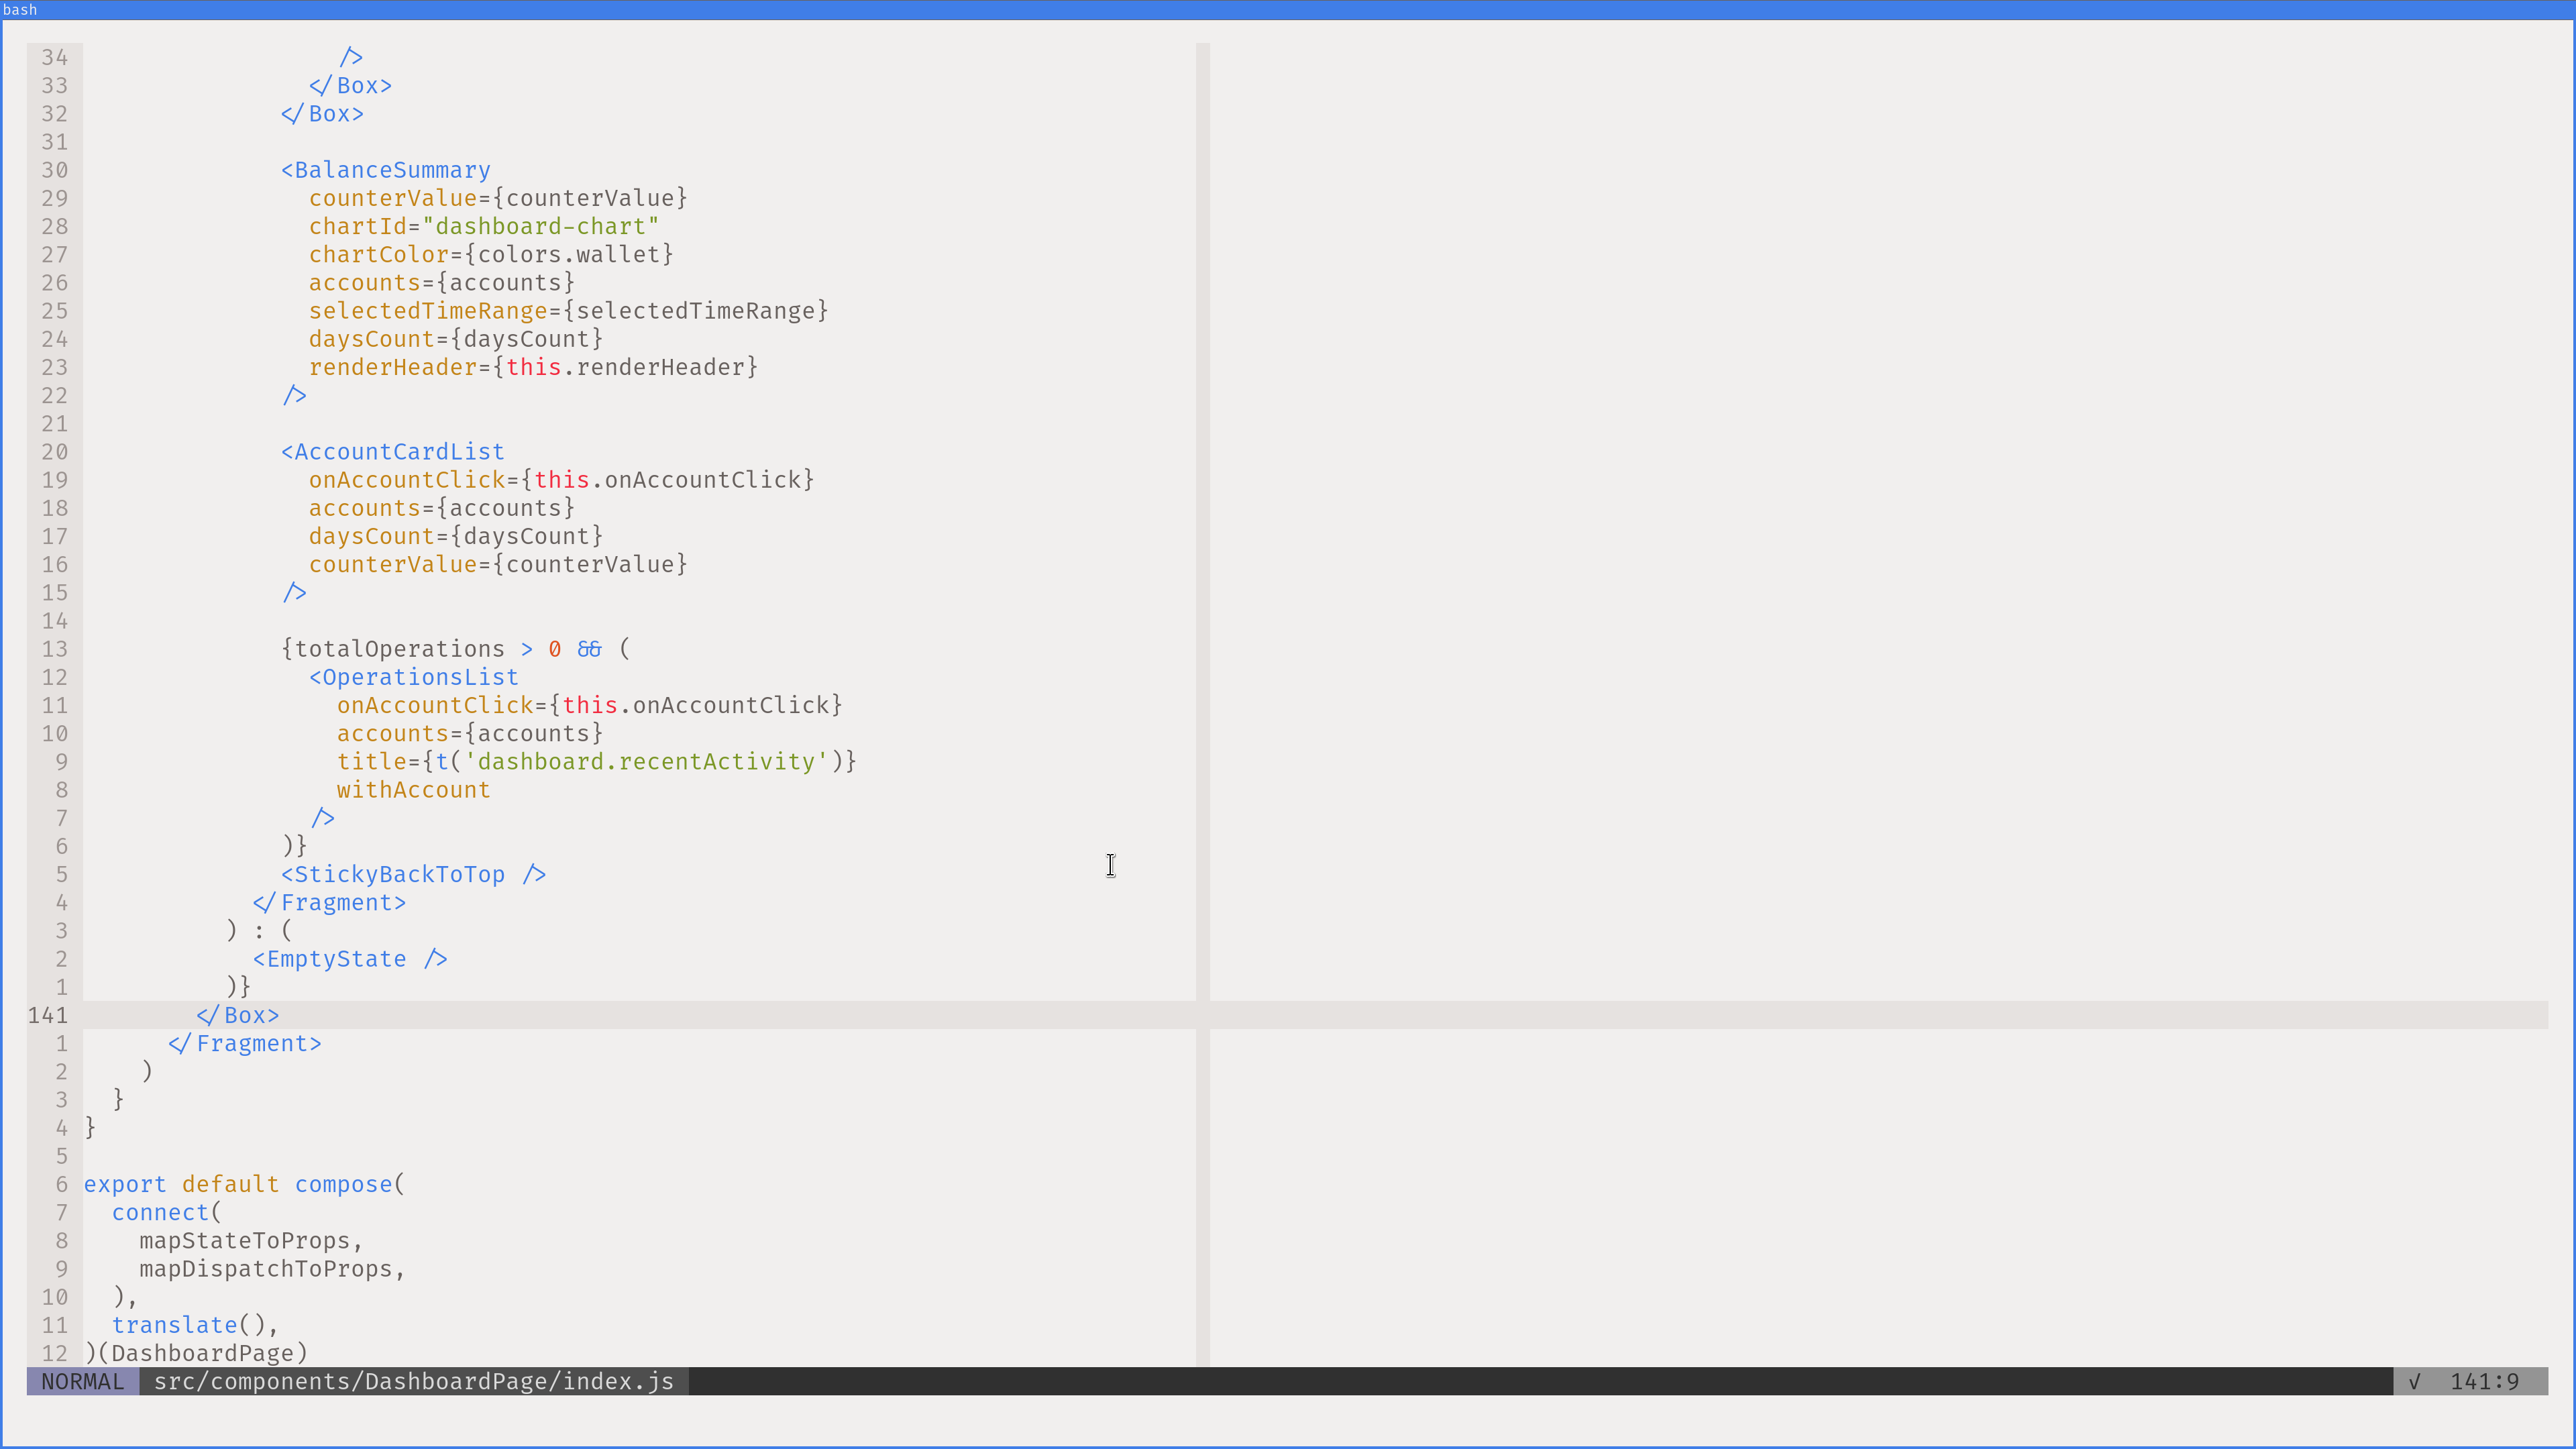 bash
34                   />
33                 </Box>
32               </Box>
31
30               <BalanceSummary
29                 counterValue={counterValue}
28                 chartId="dashboard-chart"
27                 chartColor={colors.wallet}
26                 accounts={accounts}
25                 selectedTimeRange={selectedTimeRange}
24                 daysCount={daysCount}
23                 renderHeader={this.renderHeader}
22               />
21
20               <AccountCardList
19                 onAccountClick={this.onAccountClick}
18                 accounts={accounts}
17                 daysCount={daysCount}
16                 counterValue={counterValue}
15               />
14
13               {totalOperations > 0 && (
12                 <OperationsList
11                   onAccountClick={this.onAccountClick}
10                   accounts={accounts}
9                   title={t('dashboard.recentActivity')}
8                   withAccount
7                 />
6               )}
5               <StickyBackToTop />
4             </Fragment>
3           ) : (
2             <EmptyState />
1           )}
141         </Box>
1       </Fragment>
2     )
3   }
4 }
5
6 export default compose(
7   connect(
8     mapStateToProps,
9     mapDispatchToProps,
10   ),
11   translate(),
12 )(DashboardPage)
NORMAL src/components/DashboardPage/index.js √ 141:9